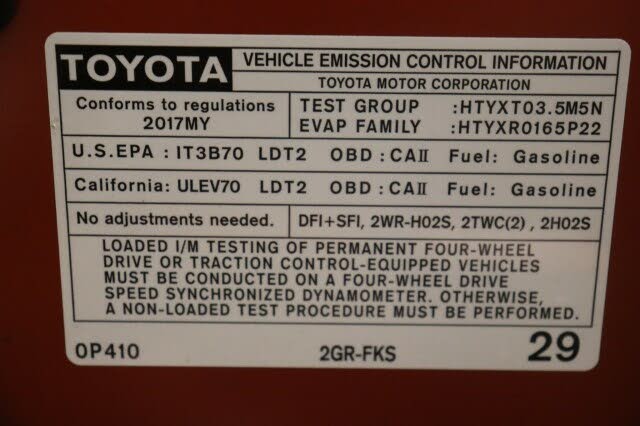 TOYOTA VEHICLE EMISSION CONTROL INFORMATION
TOYOTA MOTOR CORPORATION
Conforms to regulations
2017MY
TEST GROUP :HTYXT03.5M5N
EVAP FAMILY :HTYXR0165P22
U.S.EPA : IT3B70 LDT2 OBD : CAII Fuel: Gasoline
California: ULEV70 LDT2 OBD : CAII Fuel: Gasoline
No adjustments needed. DFI+SFI, 2WR-HO2S, 2TWC(2) , 2HO2S
LOADED I/M TESTING OF PERMANENT FOUR-WHEEL
DRIVE OR TRACTION CONTROL-EQUIPPED VEHICLES
MUST BE CONDUCTED ON A FOUR-WHEEL DRIVE
SPEED SYNCHRONIZED DYNAMOMETER. OTHERWISE,
A NON-LOADED TEST PROCEDURE MUST BE PERFORMED.
0P410 2GR-FKS 29